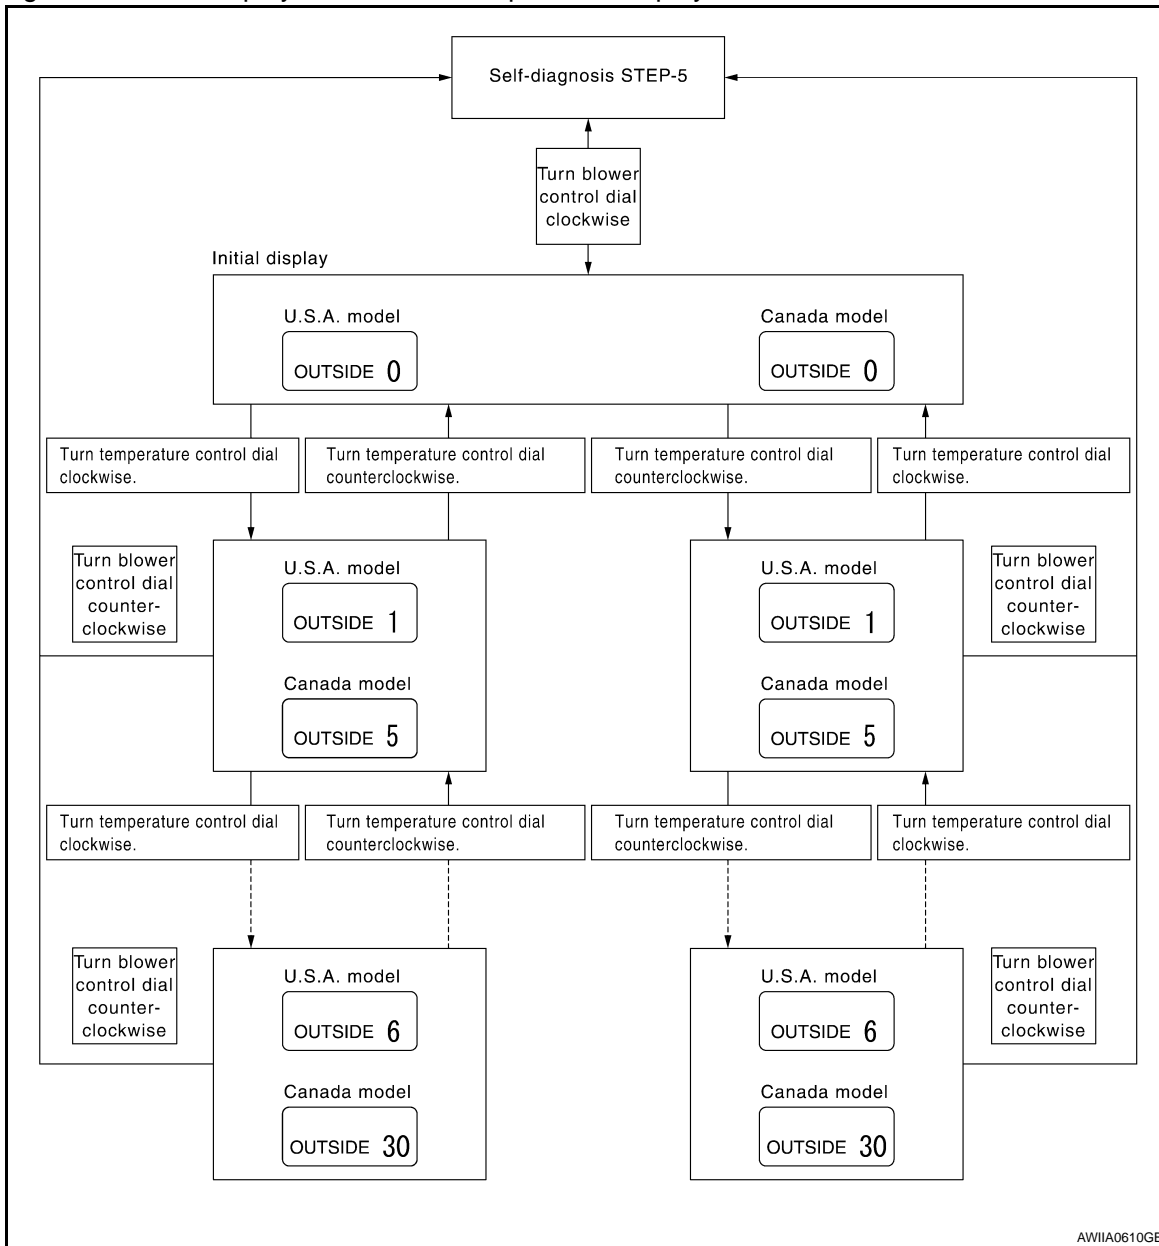 Self-diagnosis STEP-5
Turn blower
control dial
clockwise
Initial display
U.S.A. model
OUTSIDE 0
Canada model
OUTSIDE 0
Turn temperature control dial
clockwise.
Turn temperature control dial
counterclockwise.
Turn temperature control dial
counterclockwise.
Turn temperature control dial
clockwise.
Turn blower
control dial
counter-
clockwise
U.S.A. model
OUTSIDE 1
Canada model
OUTSIDE 5
U.S.A. model
OUTSIDE 1
Canada model
OUTSIDE 5
Turn blower
control dial
counter-
clockwise
Turn temperature control dial
clockwise.
Turn temperature control dial
counterclockwise.
Turn temperature control dial
counterclockwise.
Turn temperature control dial
clockwise.
Turn blower
control dial
counter-
clockwise
U.S.A. model
OUTSIDE 6
Canada model
OUTSIDE 30
U.S.A. model
OUTSIDE 6
Canada model
OUTSIDE 30
Turn blower
control dial
counter-
clockwise